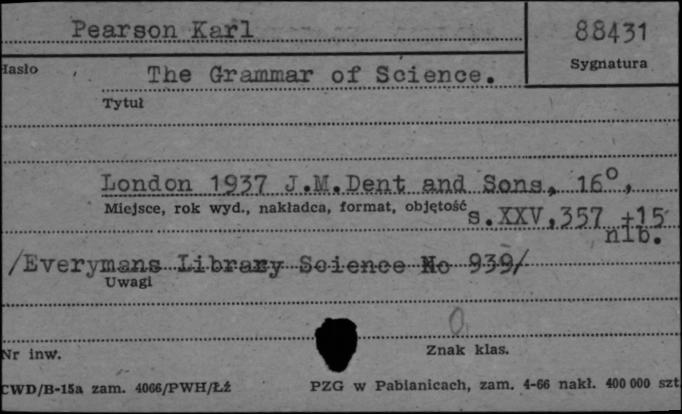 Pearson Karl
88431
Hasło
Sygnatura
The Grammar of Science.
Tytuł
London 1937 J.M.Dent and Sons, 16°,
Miejsce, rok wyd., nakładca, format, objętość
s.XXV,357 +15
nlb.
/Everymans Library Science No 939/
Uwagi
0
Nr inw.
Znak klas.
CWD/B-15a zam. 4066/PWH/Łż
PZG w Pabianicach, zam. 4-66 nakł. 400 000 szt.